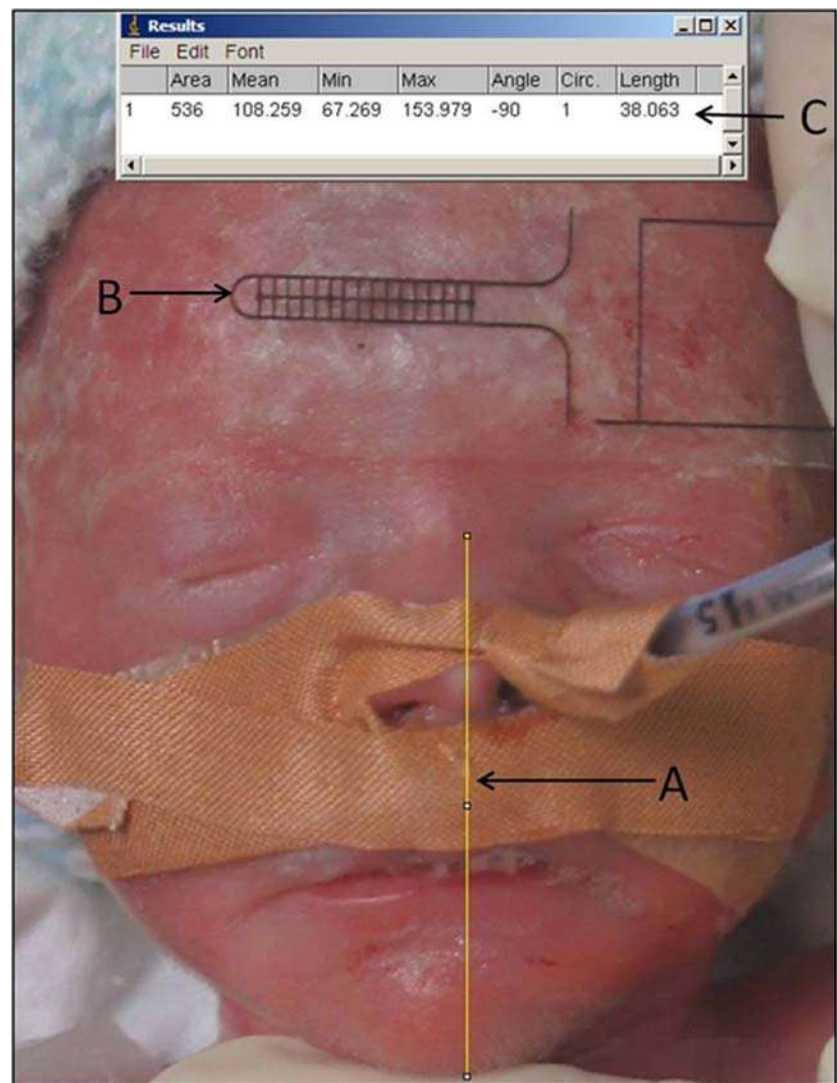 Results
File Edit Font
Area Mean Min Max Angle Circ. Length
1 536 108.259 67.269 153.979 -90 1 38.063
C
B
15
A